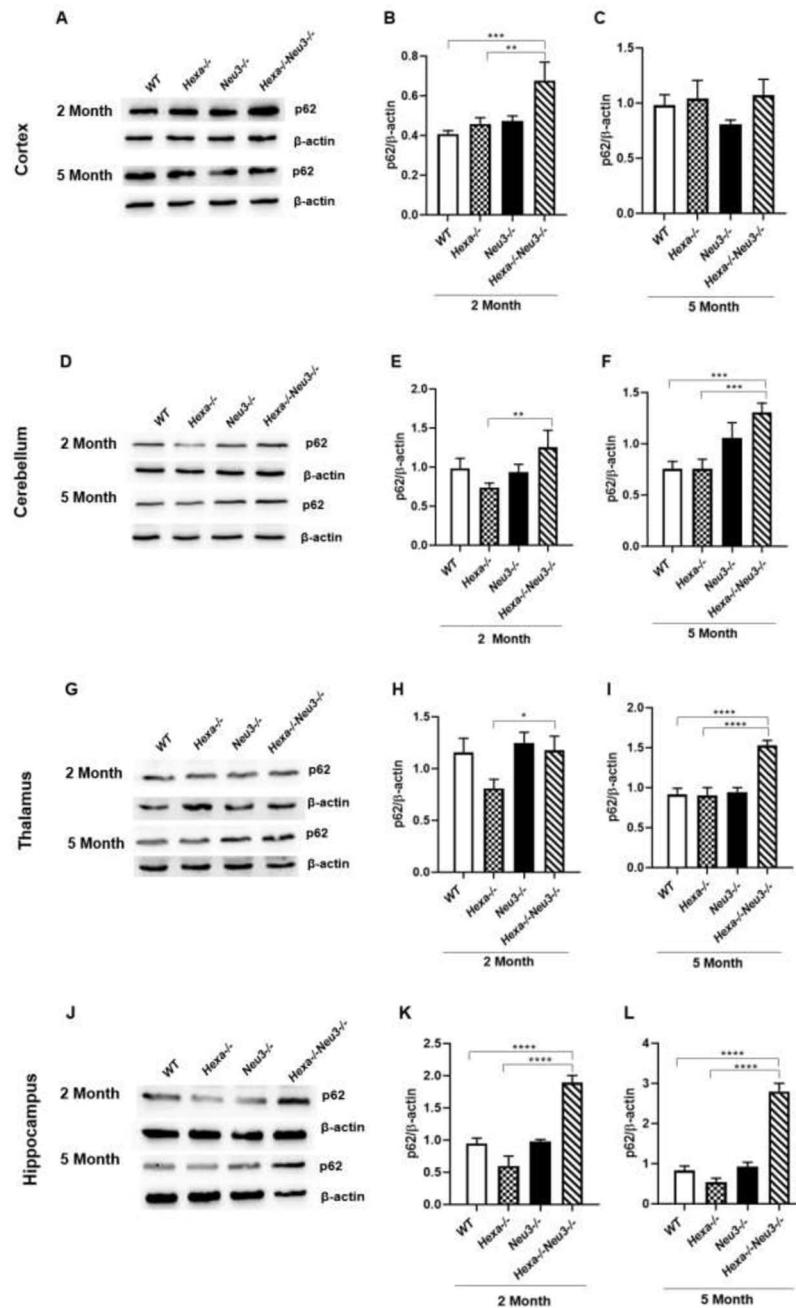 A
WT
Hexa-/-
Neu3-/-
Hexa-/-Neu3-/-
Cortex
2 Month
p62
β-actin
5 Month
p62
β-actin
B
***
**
p62/β-actin
0.8
0.6
0.4
0.2
0.0
WT
Hexa-/-
Neu3-/-
Hexa-/-Neu3-/-
2 Month
C
p62/β-actin
1.5
1.0
0.5
0.0
WT
Hexa-/-
Neu3-/-
Hexa-/-Neu3-/-
5 Month
D
WT
Hexa-/-
Neu3-/-
Hexa-/-Neu3-/-
Cerebellum
2 Month
p62
β-actin
5 Month
p62
β-actin
E
**
p62/β-actin
2.0
1.5
1.0
0.5
0.0
WT
Hexa-/-
Neu3-/-
Hexa-/-Neu3-/-
2 Month
F
***
***
p62/β-actin
1.5
1.0
0.5
0.0
WT
Hexa-/-
Neu3-/-
Hexa-/-Neu3-/-
5 Month
G
WT
Hexa-/-
Neu3-/-
Hexa-/-Neu3-/-
Thalamus
2 Month
p62
β-actin
5 Month
p62
β-actin
H
*
p62/β-actin
1.5
1.0
0.5
0.0
WT
Hexa-/-
Neu3-/-
Hexa-/-Neu3-/-
2 Month
I
****
****
p62/β-actin
2.0
1.5
1.0
0.5
0.0
WT
Hexa-/-
Neu3-/-
Hexa-/-Neu3-/-
5 Month
J
WT
Hexa-/-
Neu3-/-
Hexa-/-Neu3-/-
Hippocampus
2 Month
p62
β-actin
5 Month
p62
β-actin
K
****
****
p62/β-actin
2.5
2.0
1.5
1.0
0.5
0.0
WT
Hexa-/-
Neu3-/-
Hexa-/-Neu3-/-
2 Month
L
****
****
p62/β-actin
4
3
2
1
0
WT
Hexa-/-
Neu3-/-
Hexa-/-Neu3-/-
5 Month